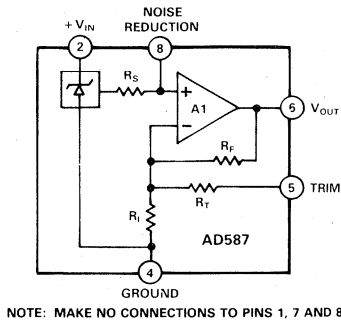 NOISE
REDUCTION
+VIN
2
8
RS
+
A1
−
6
VOUT
RF
5
TRIM
RT
RI
AD587
4
GROUND
NOTE: MAKE NO CONNECTIONS TO PINS 1, 7 AND 8